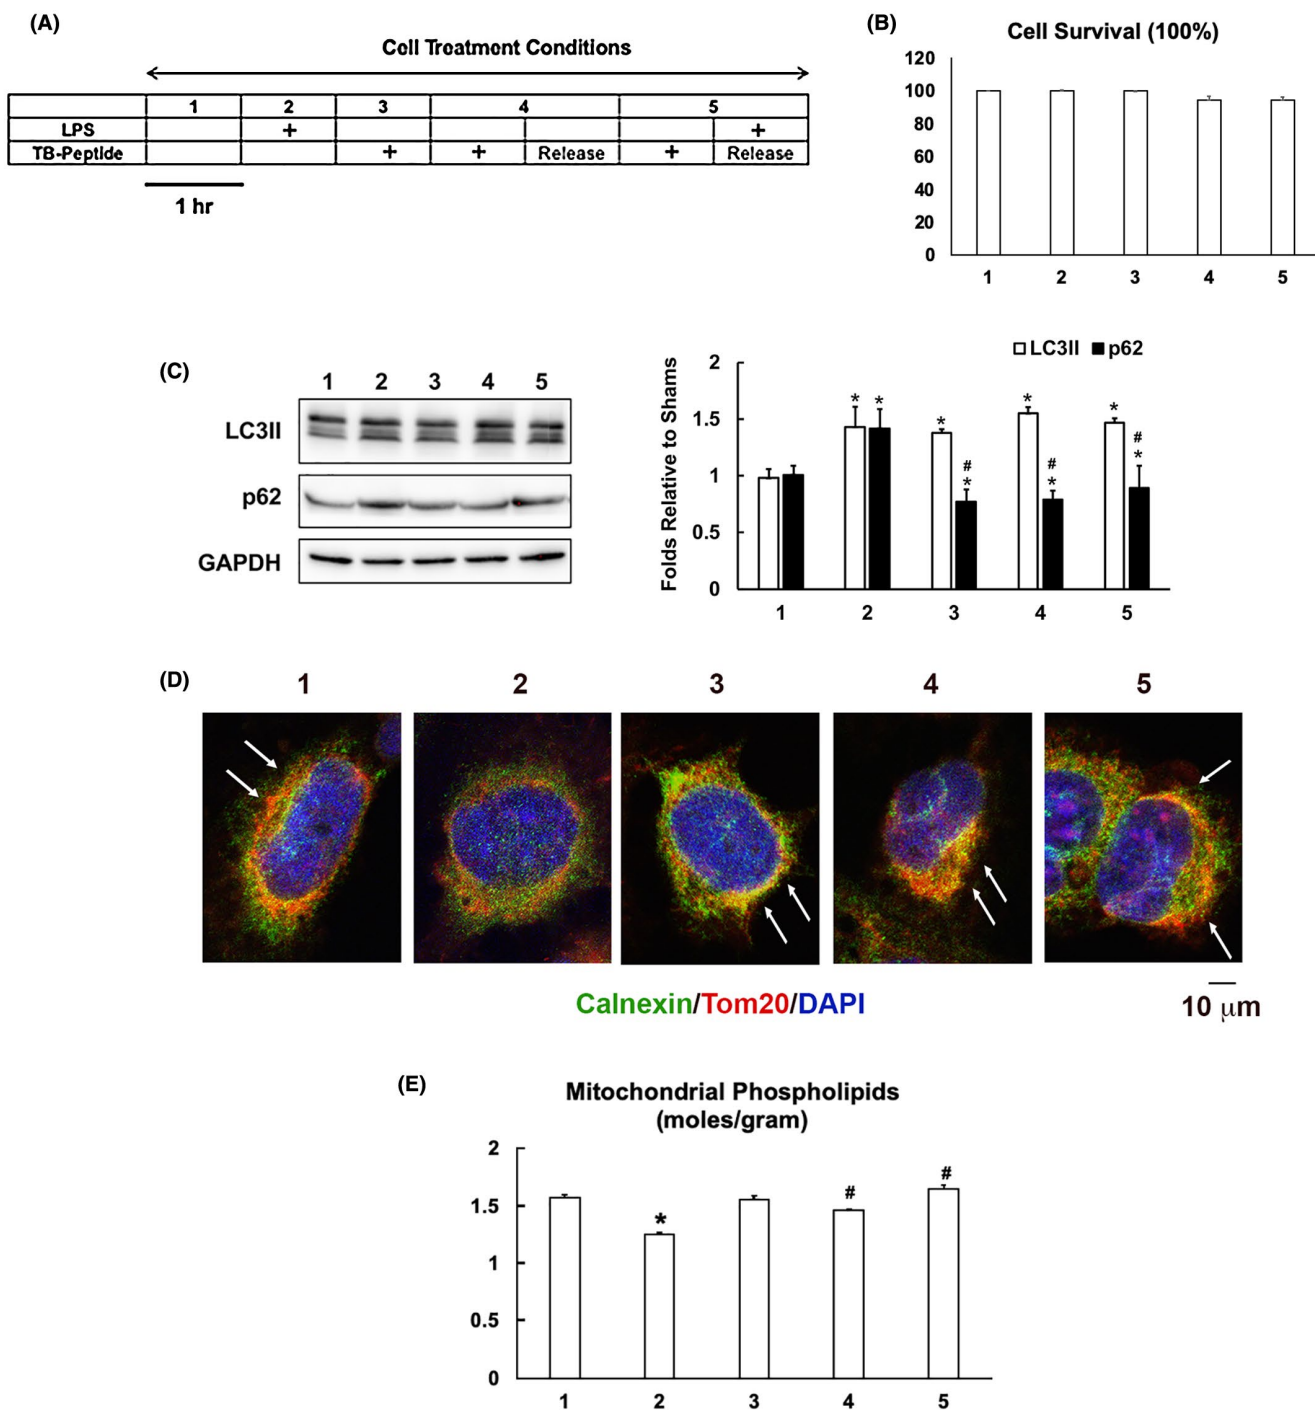 (A)
Cell Treatment Conditions
1 2 3 4 5
LPS + +
TB-Peptide + + Release + Release
1 hr
(B)
Cell Survival (100%)
120
100
80
60
40
20
0
1 2 3 4 5
(C)
1 2 3 4 5
LC3II
p62
GAPDH
LC3II p62
Folds Relative to Shams
2
1.5
1
0.5
0
* * * # * * # * * # *
1 2 3 4 5
(D)
1 2 3 4 5
Calnexin/Tom20/DAPI
10 μm
(E)
Mitochondrial Phospholipids
(moles/gram)
2
1.5
1
0.5
0
* # #
1 2 3 4 5